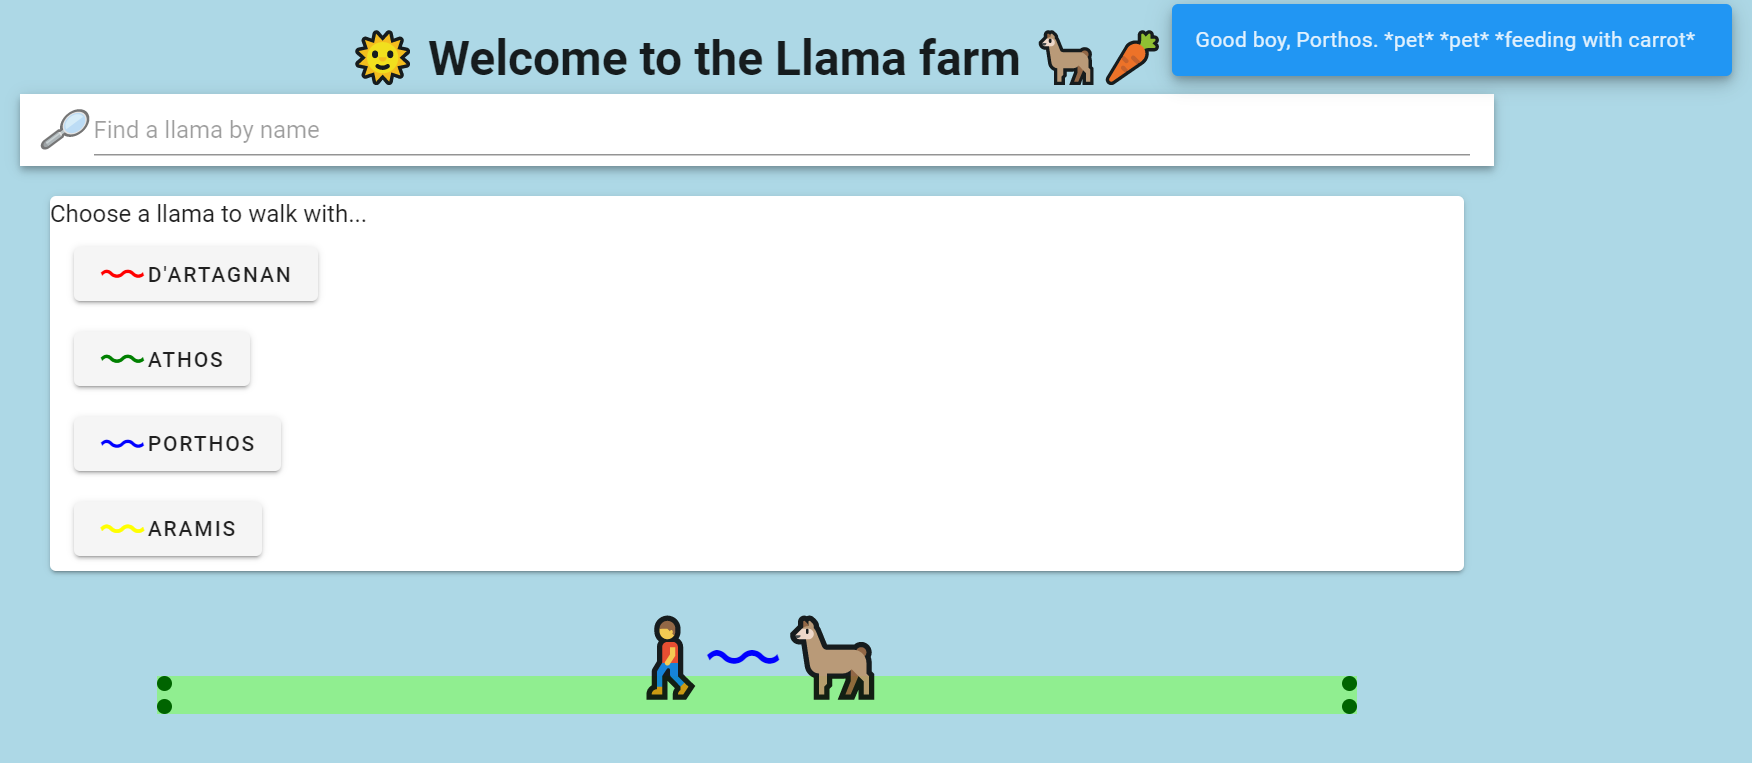 Welcome to the Llama farm
Good boy, Porthos. *pet* *pet* *feeding with carrot*
Find a llama by name
Choose a llama to walk with...
D'ARTAGNAN
ATHOS
PORTHOS
ARAMIS